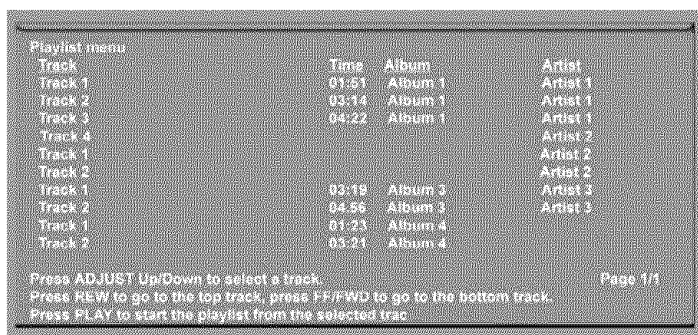 Playlist menu
Track Time Album Artist
Track 1 01:51 Album 1 Artist 1
Track 2 03:14 Album 1 Artist 1
Track 3 04:22 Album 1 Artist 1
Track 4 Artist 2
Track 1 Artist 2
Track 2 Artist 2
Track 1 03:19 Album 3 Artist 3
Track 2 04.56 Album 3 Artist 3
Track 1 01:23 Album 4
Track 2 03:21 Album 4
Press ADJUST Up/Down to select a track. Page 1/1
Press REW to go to the top track, press FF/FWD to go to the bottom track.
Press PLAY to start the playlist from the selected trac